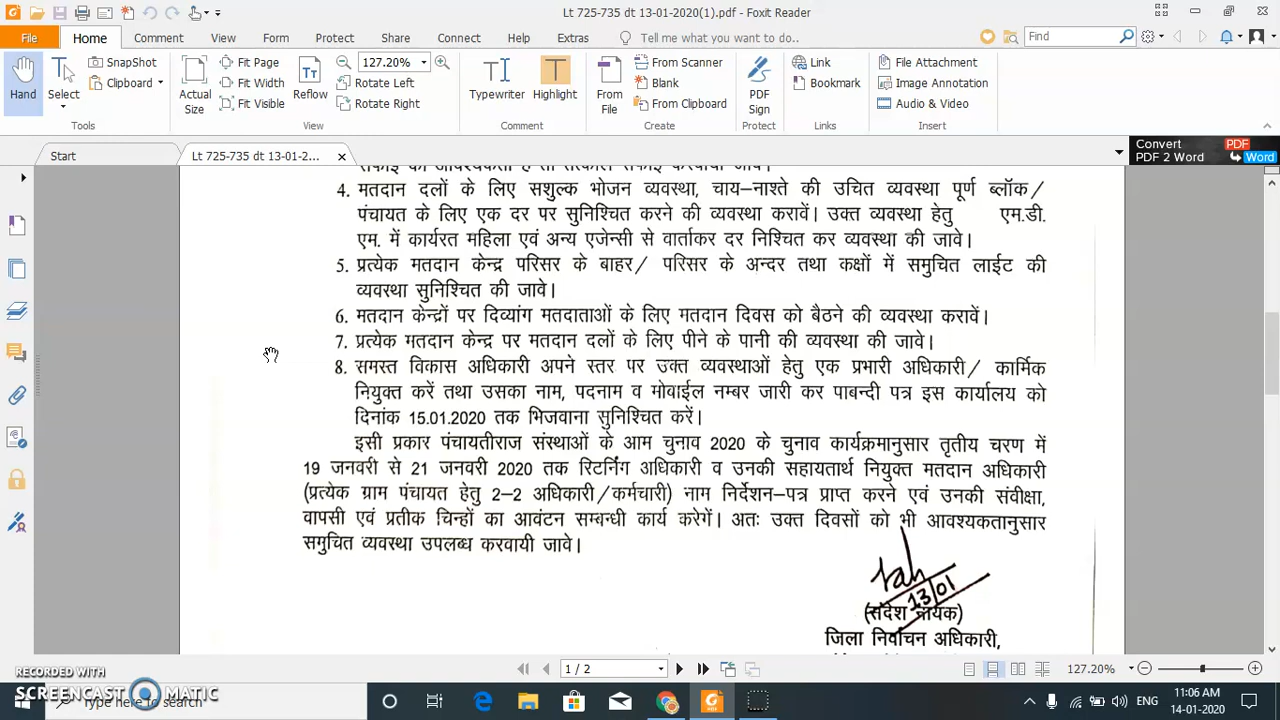 Lt 725-735 dt 13-01-2020(1).pdf - Foxit Reader
File Home Comment View Form Protect Share Connect Help Extras Tell me what you want to do.. Find
Hand Select SnapShot Clipboard Actual Size Fit Page Fit Width Fit Visible Reflow 127.20% Rotate Left Rotate Right Typewriter Highlight From File From Scanner Blank From Clipboard PDF Sign Link Bookmark File Attachment Image Annotation Audio & Video
Tools View Comment Create Protect Links Insert
Start Lt 725-735 dt 13-01-2... Convert PDF
PDF 2 Word Word
4. मतदान दलों के लिए सशुल्क भोजन व्यवस्था, चाय–नाश्ते की उचित व्यवस्था पूर्ण ब्लॉक/
पंचायत के लिए एक दर पर सुनिश्चित करने की व्यवस्था करावें। उक्त व्यवस्था हेतु एम.डी.
एम. में कार्यरत महिला एवं अन्य एजेन्सी से वार्ताकर दर निश्चित कर व्यवस्था की जावे।
5. प्रत्येक मतदान केन्द्र परिसर के बाहर/ परिसर के अन्दर तथा कक्षों में समुचित लाईट की
व्यवस्था सुनिश्चित की जावे।
6. मतदान केन्द्रों पर दिव्यांग मतदाताओं के लिए मतदान दिवस को बैठने की व्यवस्था करावें।
7. प्रत्येक मतदान केन्द्र पर मतदान दलों के लिए पीने के पानी की व्यवस्था की जावे।
8. समस्त विकास अधिकारी अपने स्तर पर उक्त व्यवस्थाओं हेतु एक प्रभारी अधिकारी/ कार्मिक
नियुक्त करें तथा उसका नाम, पदनाम व मोवाईल नम्बर जारी कर पाबन्दी पत्र इस कार्यालय को
दिनांक 15.01.2020 तक भिजवाना सुनिश्चित करें।
इसी प्रकार पंचायतीराज संस्थाओं के आम चुनाव 2020 के चुनाव कार्यक्रमानुसार तृतीय चरण में
19 जनवरी से 21 जनवरी 2020 तक रिटर्निंग अधिकारी व उनकी सहायतार्थ नियुक्त मतदान अधिकारी
(प्रत्येक ग्राम पंचायत हेतु 2–2 अधिकारी/कर्मचारी) नाम निर्देशन–पत्र प्राप्त करने एवं उनकी संवीक्षा,
वापसी एवं प्रतीक चिन्हों का आवंटन सम्बन्धी कार्य करेगें। अतः उक्त दिवसों को भी आवश्यकतानुसार
समुचित व्यवस्था उपलब्ध करवायी जावे।
13/01
(संदेश नायक)
जिला निर्वाचन अधिकारी,
1 / 2 127.20%
RECORDED WITH
SCREENCAST MATIC
Type here to search
ENG 11:06 AM
14-01-2020